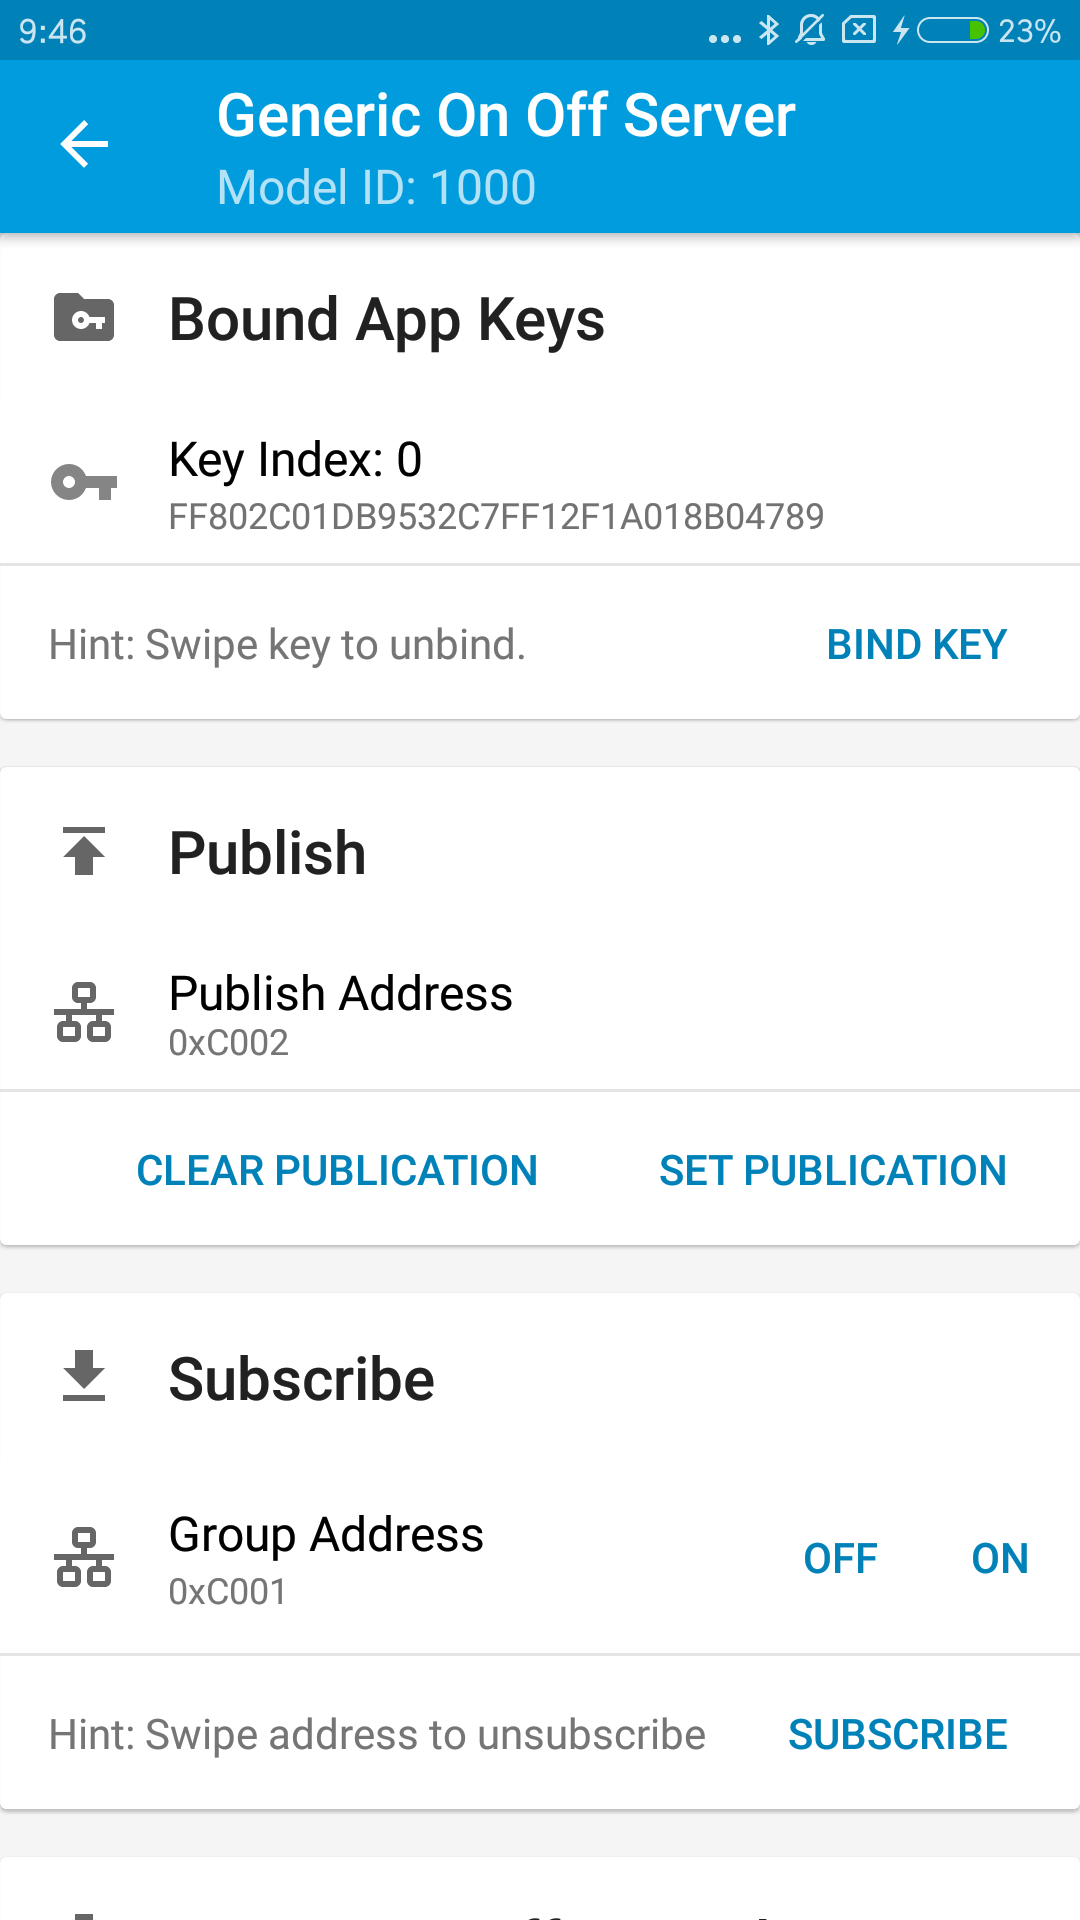 9:46
23%
Generic On Off Server
Model ID: 1000
Bound App Keys
Key Index: 0
FF802C01DB9532C7FF12F1A018B04789
Hint: Swipe key to unbind.
BIND KEY
Publish
Publish Address
0xC002
CLEAR PUBLICATION
SET PUBLICATION
Subscribe
Group Address
0xC001
OFF
ON
Hint: Swipe address to unsubscribe
SUBSCRIBE